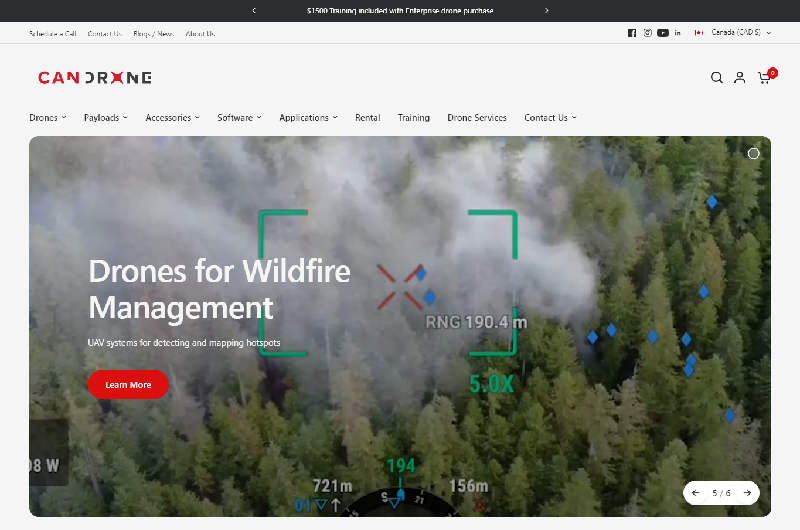 $1500 Training included with Enterprise drone purchase
Schedule a Call Contact Us Blogs / News About Us
Canada (CAD $)
CANDRONE
0
Drones Payloads Accessories Software Applications Rental Training Drone Services Contact Us
Drones for Wildfire
Management
RNG 190.4 m
UAV systems for detecting and mapping hotspots
5.0X
Learn More
08 W
194
721m
156m
S
21
01
5 / 6